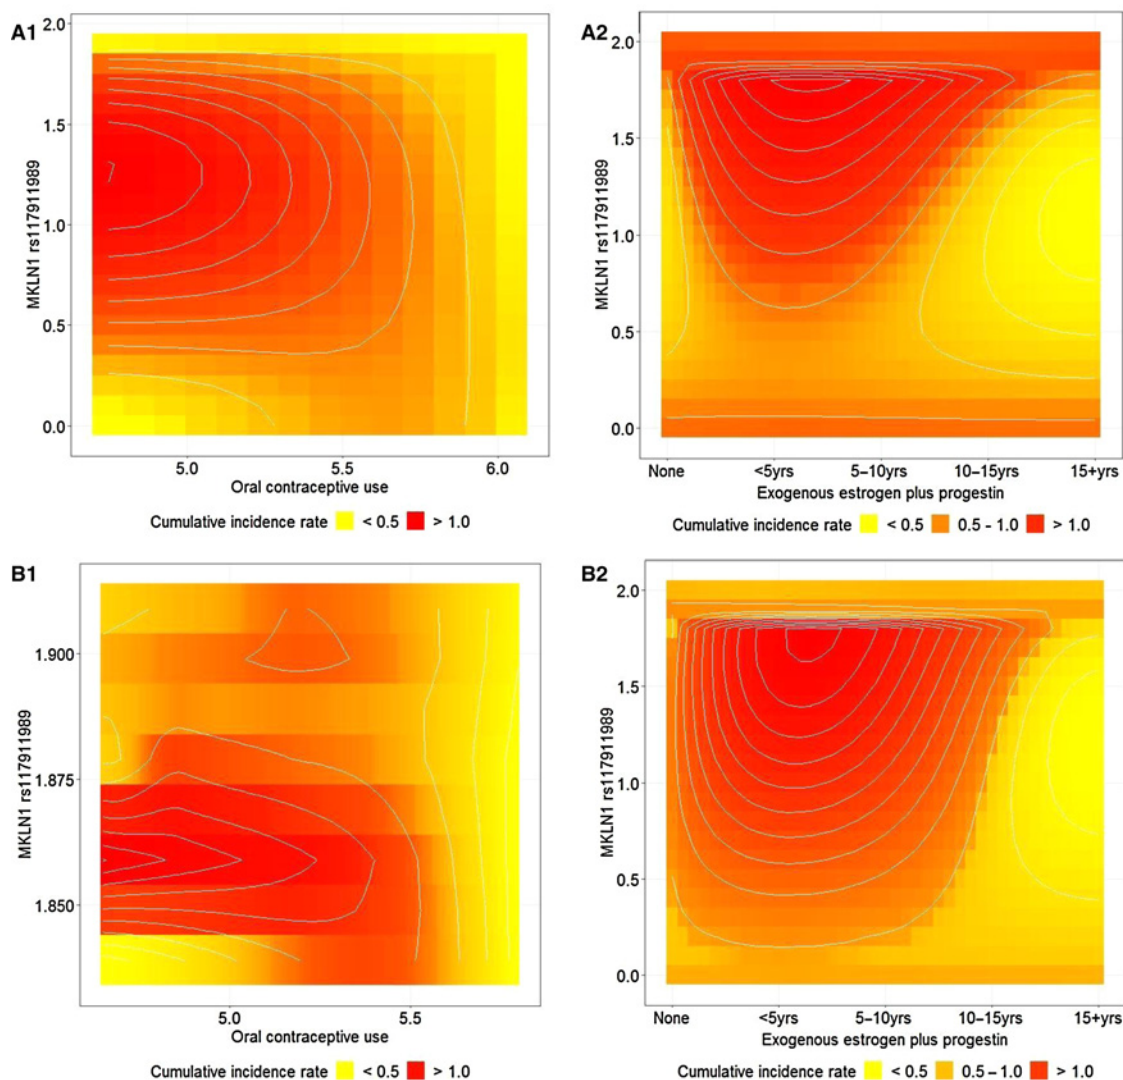 A1
2.0
1.5
1.0
0.5
0.0
MKLN1 rs117911989
5.0 5.5 6.0
Oral contraceptive use
Cumulative incidence rate < 0.5 > 1.0
A2
2.0
1.5
1.0
0.5
0.0
MKLN1 rs117911989
None <5yrs 5−10yrs 10−15yrs 15+yrs
Exogenous estrogen plus progestin
Cumulative incidence rate < 0.5 0.5 − 1.0 > 1.0
B1
1.900
1.875
1.850
MKLN1 rs117911989
5.0 5.5
Oral contraceptive use
Cumulative incidence rate < 0.5 > 1.0
B2
2.0
1.5
1.0
0.5
0.0
MKLN1 rs117911989
None <5yrs 5−10yrs 10−15yrs 15+yrs
Exogenous estrogen plus progestin
Cumulative incidence rate < 0.5 0.5 − 1.0 > 1.0